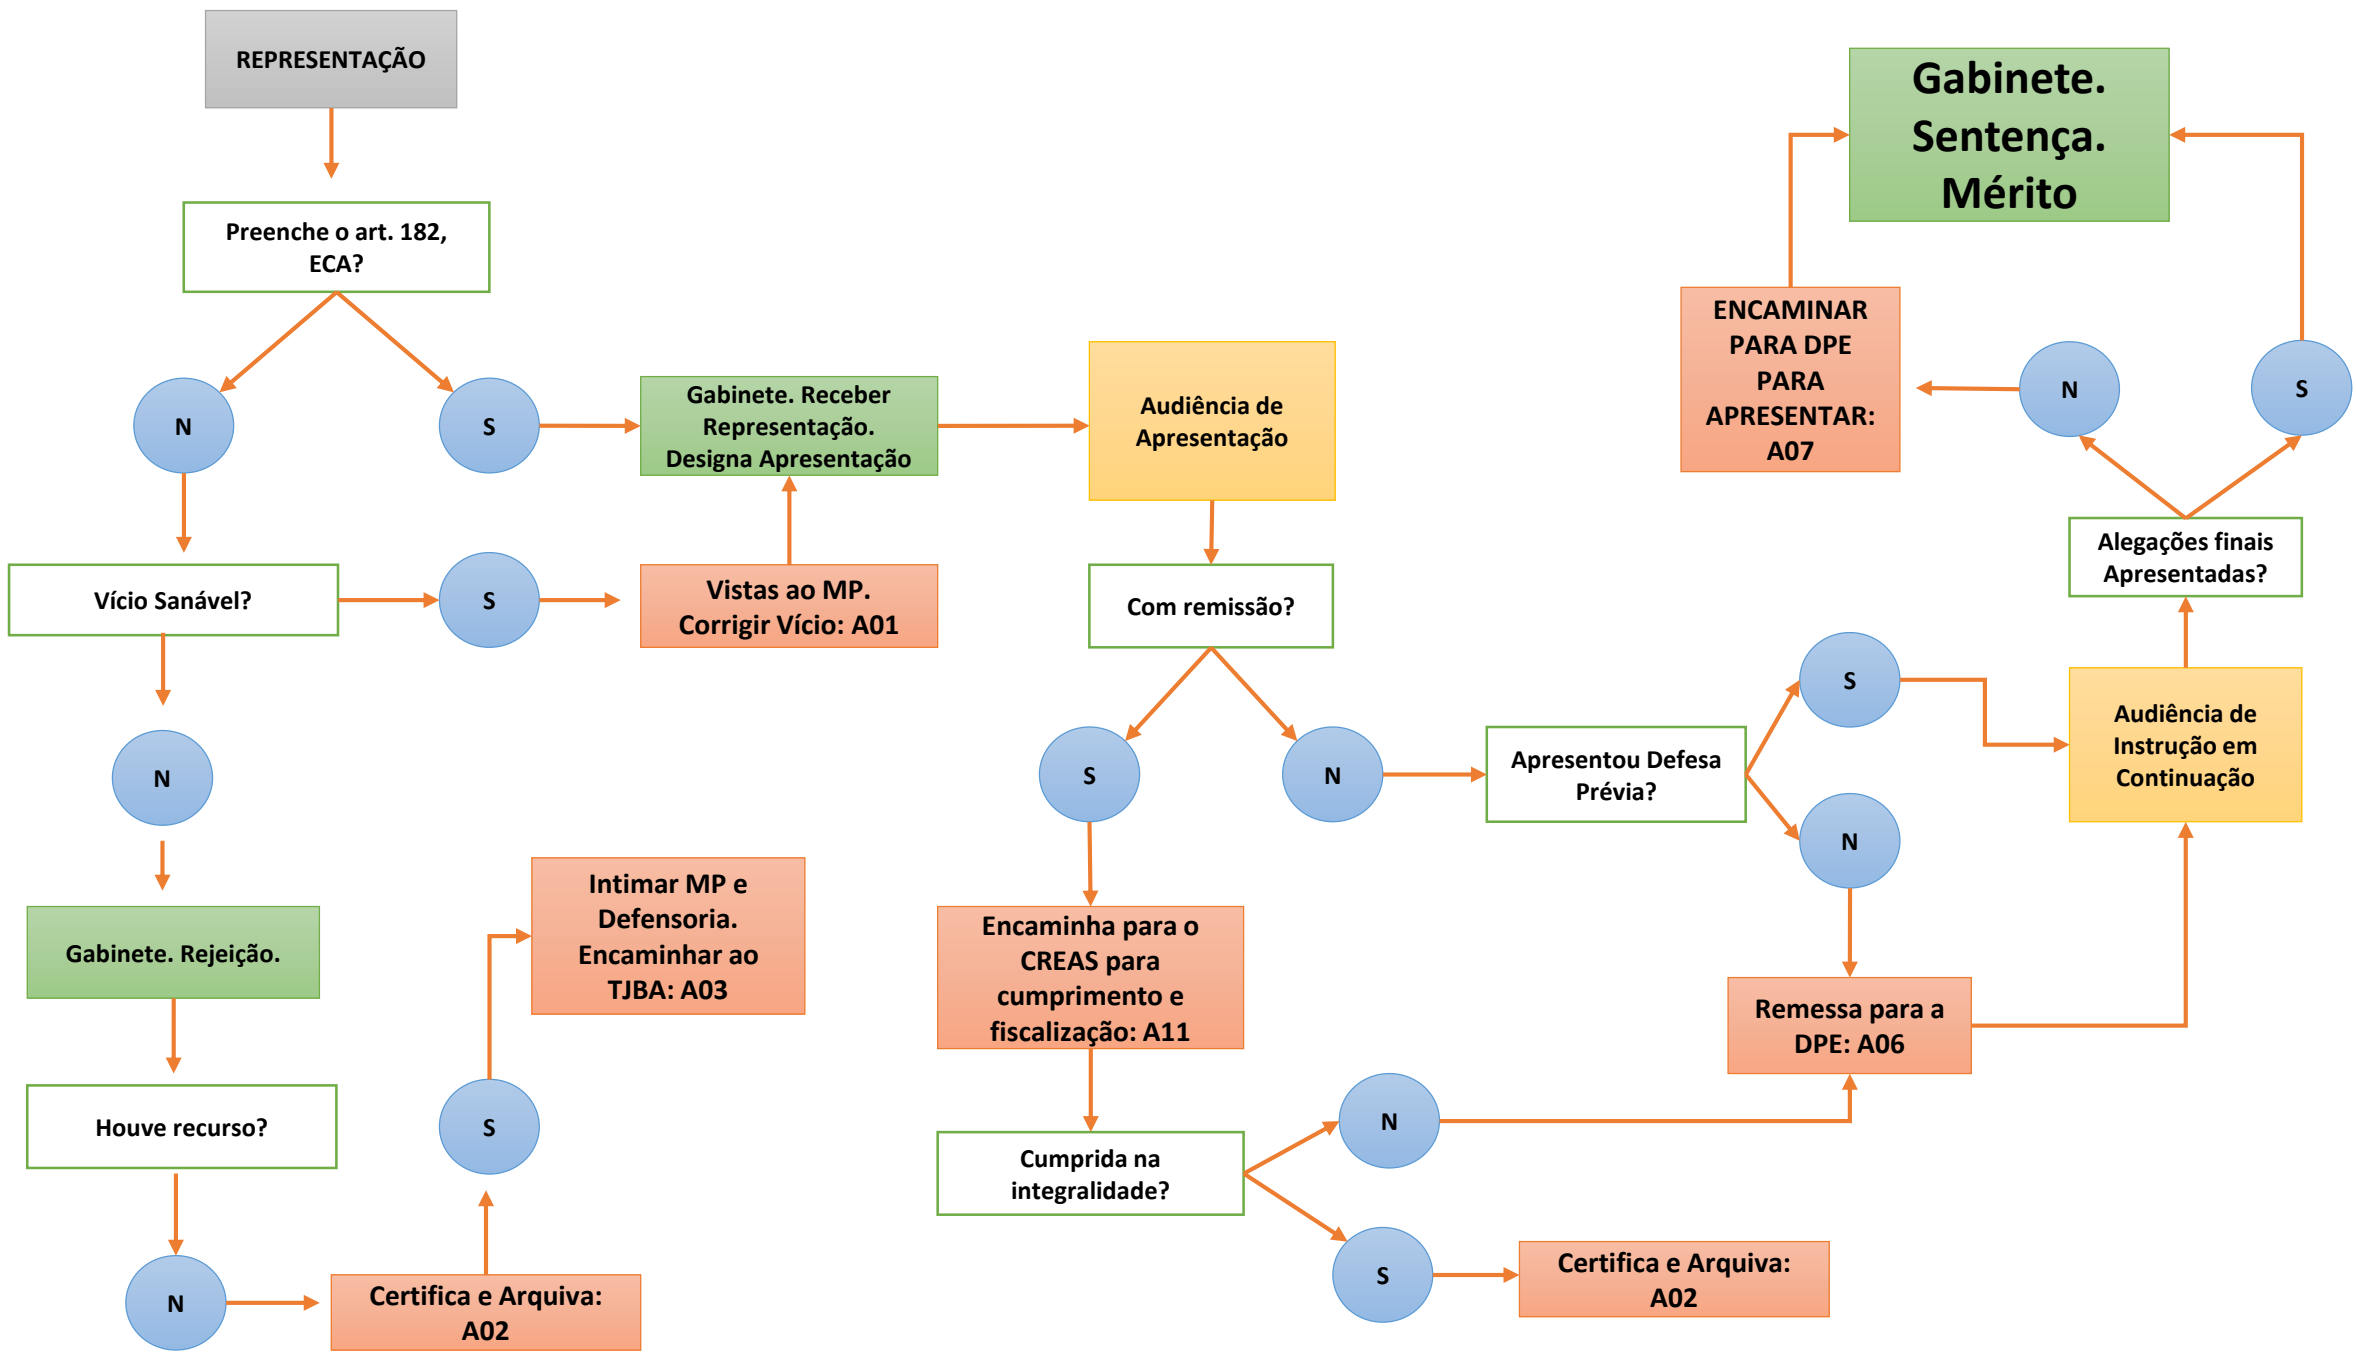 REPRESENTAÇÃO
Preenche o art. 182,
ECA?
N
S
Gabinete. Receber
Representação.
Designa Apresentação
Audiência de
Apresentação
Vício Sanável?
S
Vistas ao MP.
Corrigir Vício: A01
Com remissão?
N
Gabinete. Rejeição.
Houve recurso?
N
Certifica e Arquiva:
A02
S
Intimar MP e
Defensoria.
Encaminhar ao
TJBA: A03
S
N
Encaminha para o
CREAS para
cumprimento e
fiscalização: A11
Cumprida na
integralidade?
N
S
Certifica e Arquiva:
A02
Apresentou Defesa
Prévia?
S
N
Remessa para a
DPE: A06
Audiência de
Instrução em
Continuação
Alegações finais
Apresentadas?
N
S
ENCAMINAR
PARA DPE
PARA
APRESENTAR:
A07
Gabinete.
Sentença.
Mérito